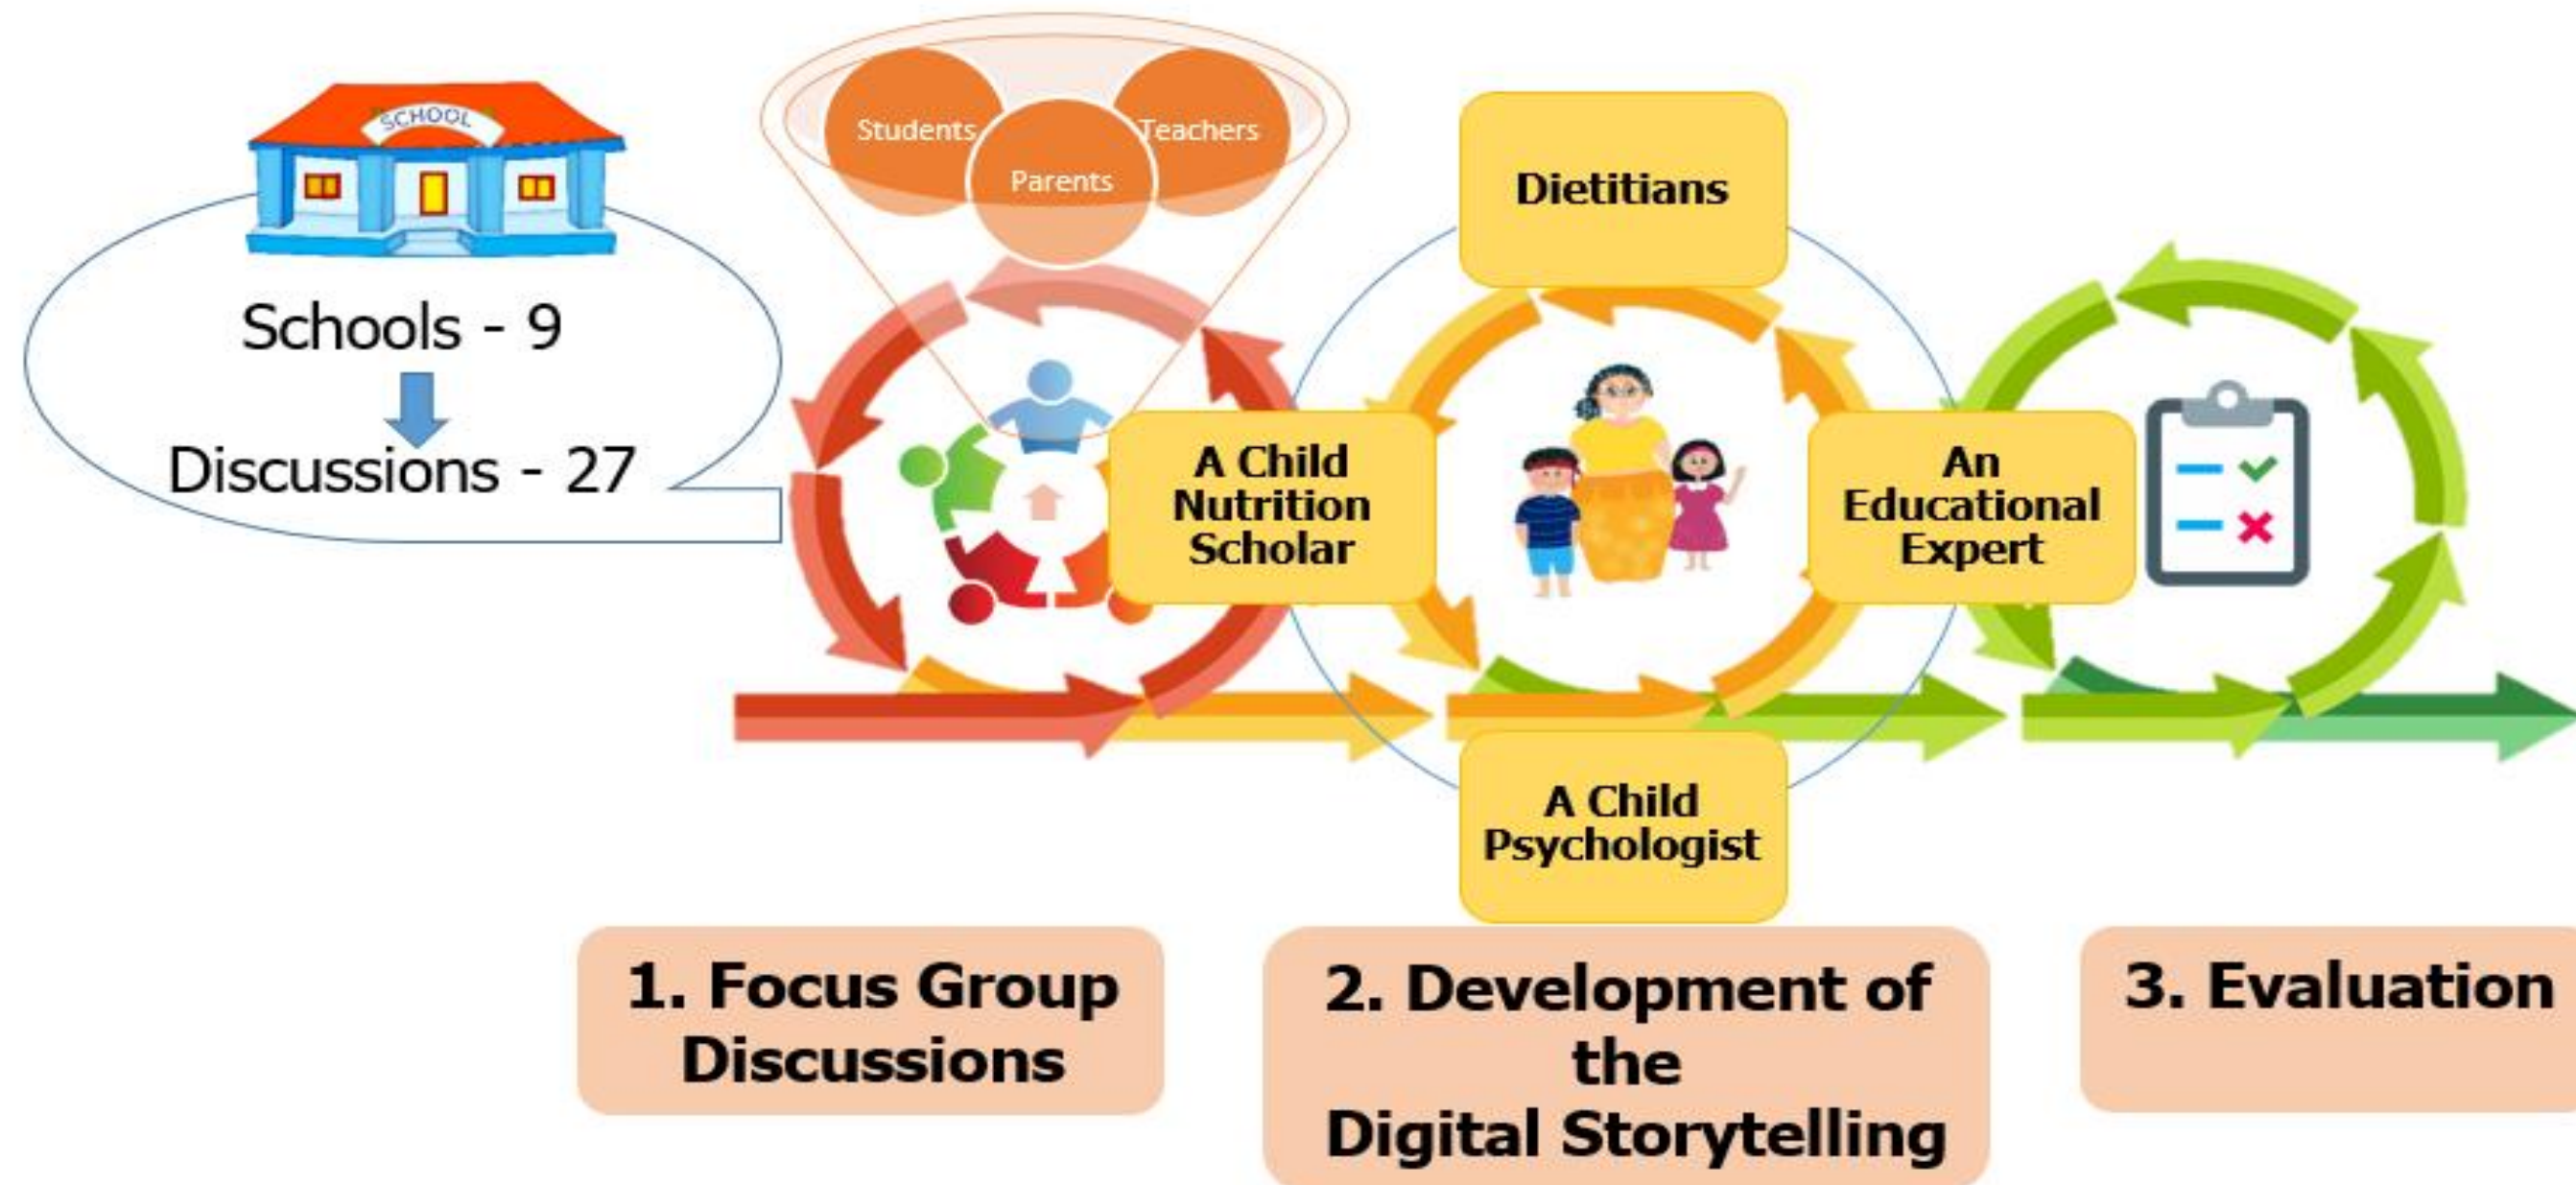 SCHOOL
Schools - 9
Discussions - 27
Students
Teachers
Parents
Dietitians
A Child
Nutrition
Scholar
An
Educational
Expert
A Child
Psychologist
1. Focus Group
Discussions
2. Development of
the
Digital Storytelling
3. Evaluation